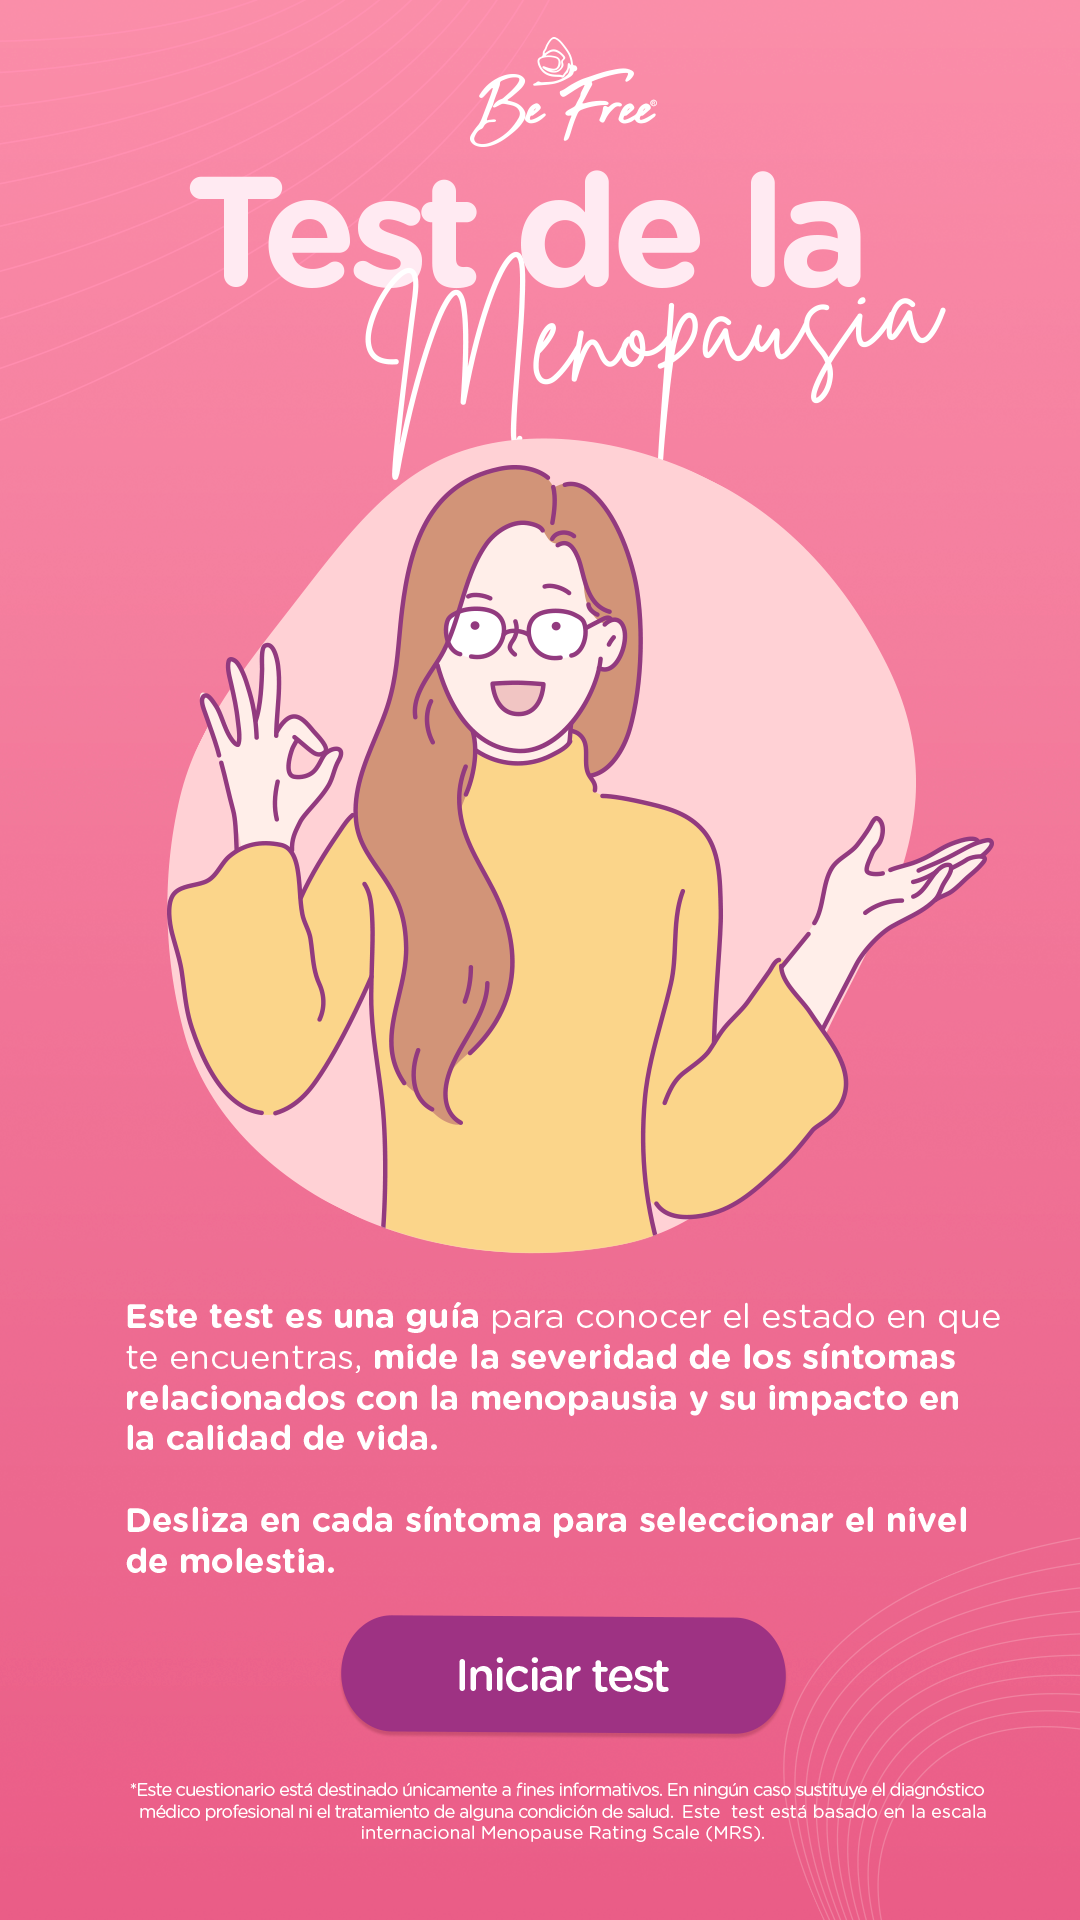 Be Free®
Test de la
Menopausia
Este test es una guía para conocer el estado en que
te encuentras, mide la severidad de los síntomas
relacionados con la menopausia y su impacto en
la calidad de vida.
Desliza en cada síntoma para seleccionar el nivel
de molestia.
Iniciar test
*Este cuestionario está destinado únicamente a fines informativos. En ningún caso sustituye el diagnóstico
médico profesional ni el tratamiento de alguna condición de salud. Este test está basado en la escala
internacional Menopause Rating Scale (MRS).